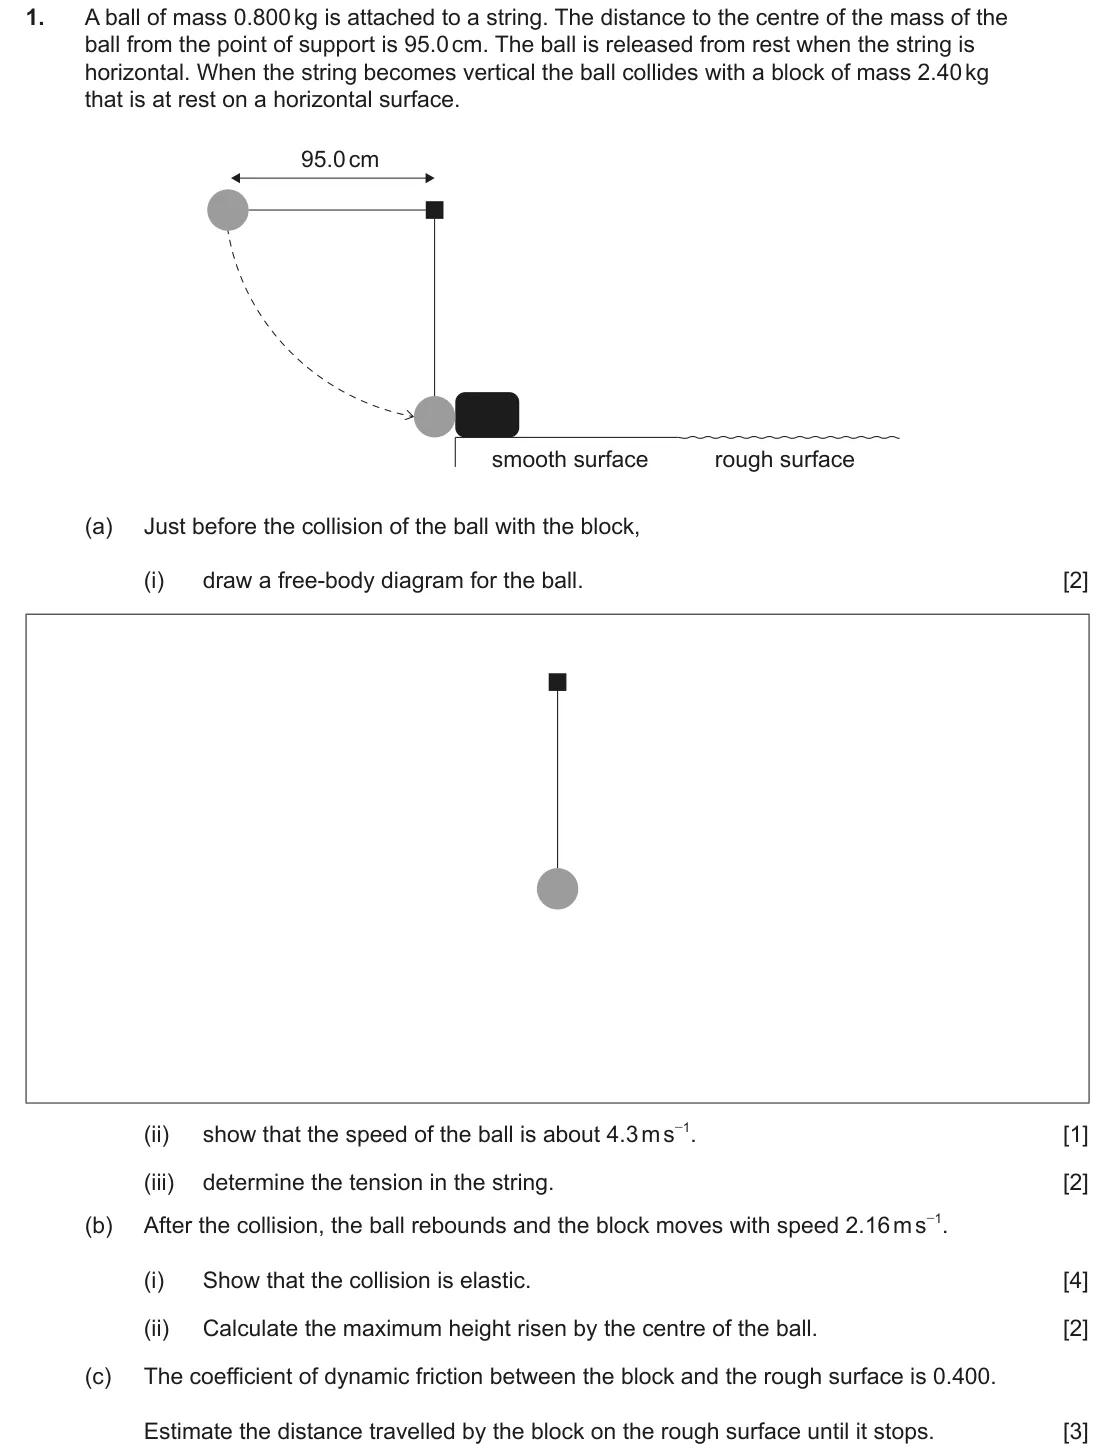 1. A ball of mass 0.800 kg is attached to a string. The distance to the centre of the mass of the
ball from the point of support is 95.0 cm. The ball is released from rest when the string is
horizontal. When the string becomes vertical the ball collides with a block of mass 2.40 kg
that is at rest on a horizontal surface.
95.0 cm
smooth surface rough surface
(a) Just before the collision of the ball with the block,
(i) draw a free-body diagram for the ball. [2]
(ii) show that the speed of the ball is about 4.3 m s⁻¹. [1]
(iii) determine the tension in the string. [2]
(b) After the collision, the ball rebounds and the block moves with speed 2.16 m s⁻¹.
(i) Show that the collision is elastic. [4]
(ii) Calculate the maximum height risen by the centre of the ball. [2]
(c) The coefficient of dynamic friction between the block and the rough surface is 0.400.
Estimate the distance travelled by the block on the rough surface until it stops. [3]